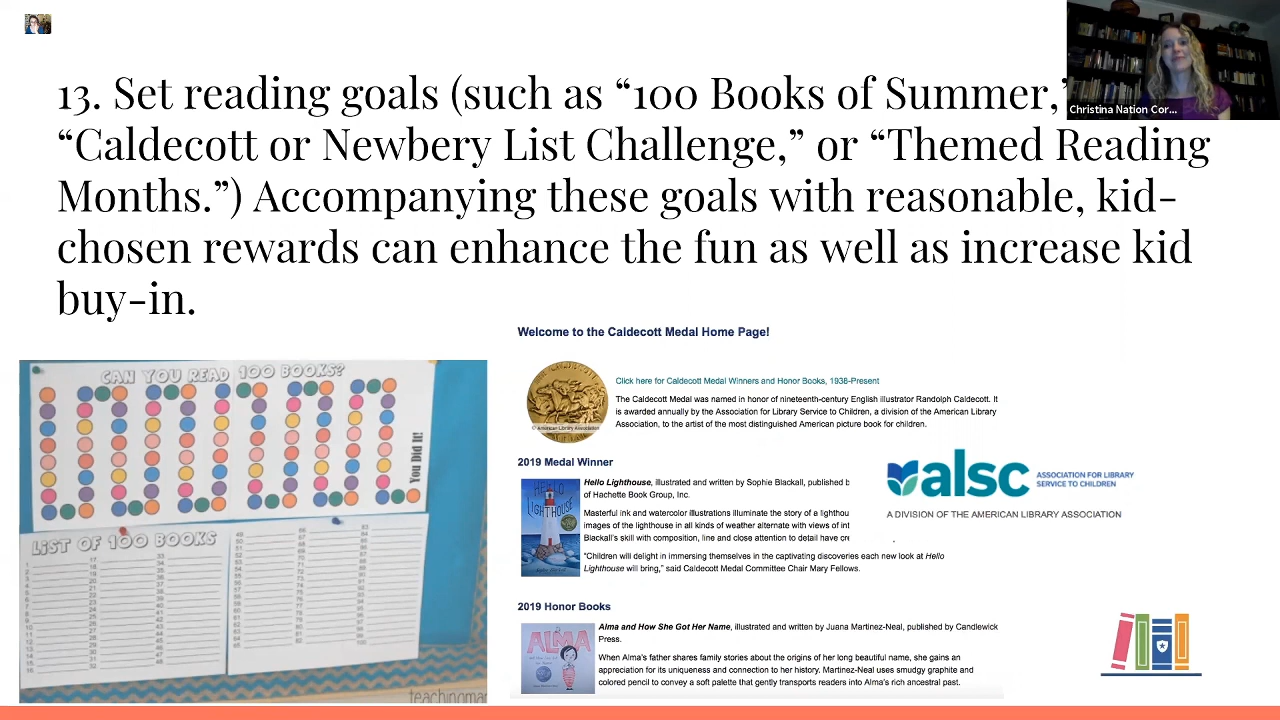 13. Set reading goals (such as “100 Books of Summer,”
“Caldecott or Newbery List Challenge,” or “Themed Reading
Months.”) Accompanying these goals with reasonable, kid-
chosen rewards can enhance the fun as well as increase kid
buy-in.
Christina Nation Cor...
CAN YOU READ 100 BOOKS?
You Did It!
LIST OF 100 BOOKS
teachingma
Welcome to the Caldecott Medal Home Page!
© American Library Association
Click here for Caldecott Medal Winners and Honor Books, 1938-Present
The Caldecott Medal was named in honor of nineteenth-century English illustrator Randolph Caldecott. It
is awarded annually by the Association for Library Service to Children, a division of the American Library
Association, to the artist of the most distinguished American picture book for children.
2019 Medal Winner
HELLO
LIGHTHOUSE
Hello Lighthouse, illustrated and written by Sophie Blackall, published b
of Hachette Book Group, Inc.
Masterful ink and watercolor illustrations illuminate the story of a lighthou
images of the lighthouse in all kinds of weather alternate with views of int
Blackall’s skill with composition, line and close attention to detail have cre
“Children will delight in immersing themselves in the captivating discoveries each new look at Hello
Lighthouse will bring,” said Caldecott Medal Committee Chair Mary Fellows.
alsc ASSOCIATION FOR LIBRARY
SERVICE TO CHILDREN
A DIVISION OF THE AMERICAN LIBRARY ASSOCIATION
2019 Honor Books
ALMA
Alma and How She Got Her Name, illustrated and written by Juana Martinez-Neal, published by Candlewick
Press.
When Alma’s father shares family stories about the origins of her long beautiful name, she gains an
appreciation for its uniqueness and connection to her history. Martinez-Neal uses smudgy graphite and
colored pencil to convey a soft palette that gently transports readers into Alma’s rich ancestral past.